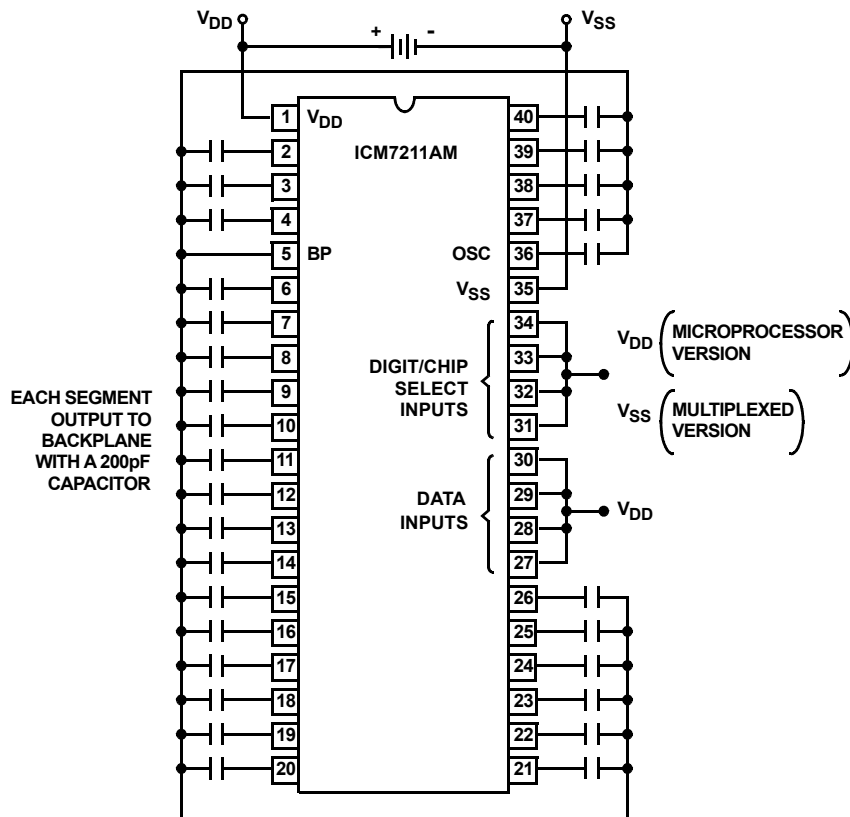 VDD + - VSS
1 VDD 40
2 ICM7211AM 39
3 38
4 37
5 BP OSC 36
6 VSS 35
7 34
8 33
9 32
10 31
DIGIT/CHIP
SELECT
INPUTS
VDD (MICROPROCESSOR
VERSION)
VSS (MULTIPLEXED
VERSION)
EACH SEGMENT
OUTPUT TO
BACKPLANE
WITH A 200pF
CAPACITOR
11 30
12 29
13 28
14 27
DATA
INPUTS
VDD
15 26
16 25
17 24
18 23
19 22
20 21